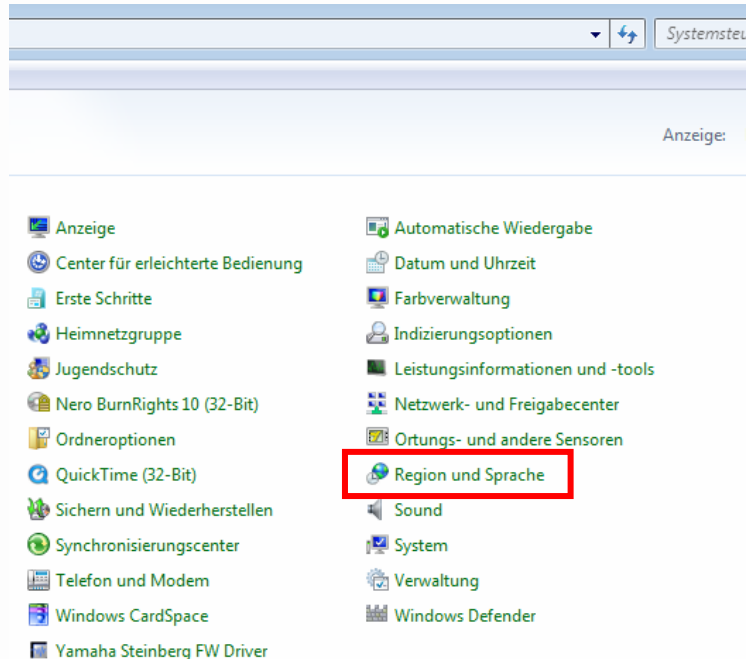 Systemsteu
Anzeige:
Anzeige
Automatische Wiedergabe
Center für erleichterte Bedienung
Datum und Uhrzeit
Erste Schritte
Farbverwaltung
Heimnetzgruppe
Indizierungsoptionen
Jugendschutz
Leistungsinformationen und -tools
Nero BurnRights 10 (32-Bit)
Netzwerk- und Freigabecenter
Ordneroptionen
Ortungs- und andere Sensoren
QuickTime (32-Bit)
Region und Sprache
Sichern und Wiederherstellen
Sound
Synchronisierungscenter
System
Telefon und Modem
Verwaltung
Windows CardSpace
Windows Defender
Yamaha Steinberg FW Driver